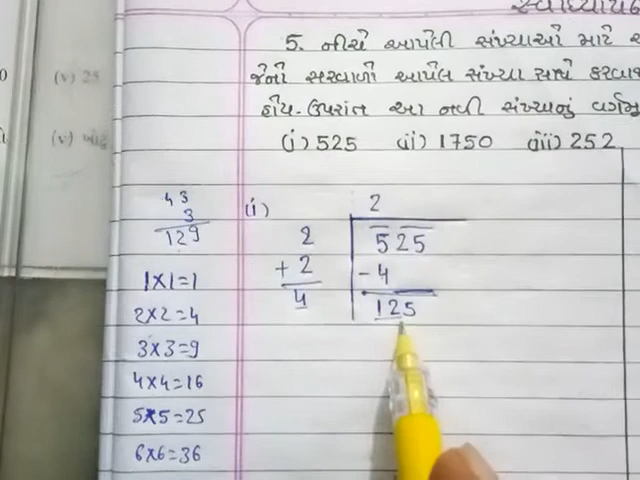 સ્વાધ્યાય
5. નીચે આપેલી સંખ્યાઓ માટે
જેનો સરવાળો આપેલ સંખ્યા સાથે કરવાથ
હોય. ઉપરાંત આ નવી સંખ્યાનું વર્ગમૂ
(i) 525 (ii) 1750 (iii) 252
(v) 25
(v)
43
3
129
1×1=1
2×2=4
3×3=9
4×4=16
5×5=25
6×6=36
(i)
2
2 525
+2 -4
4 125